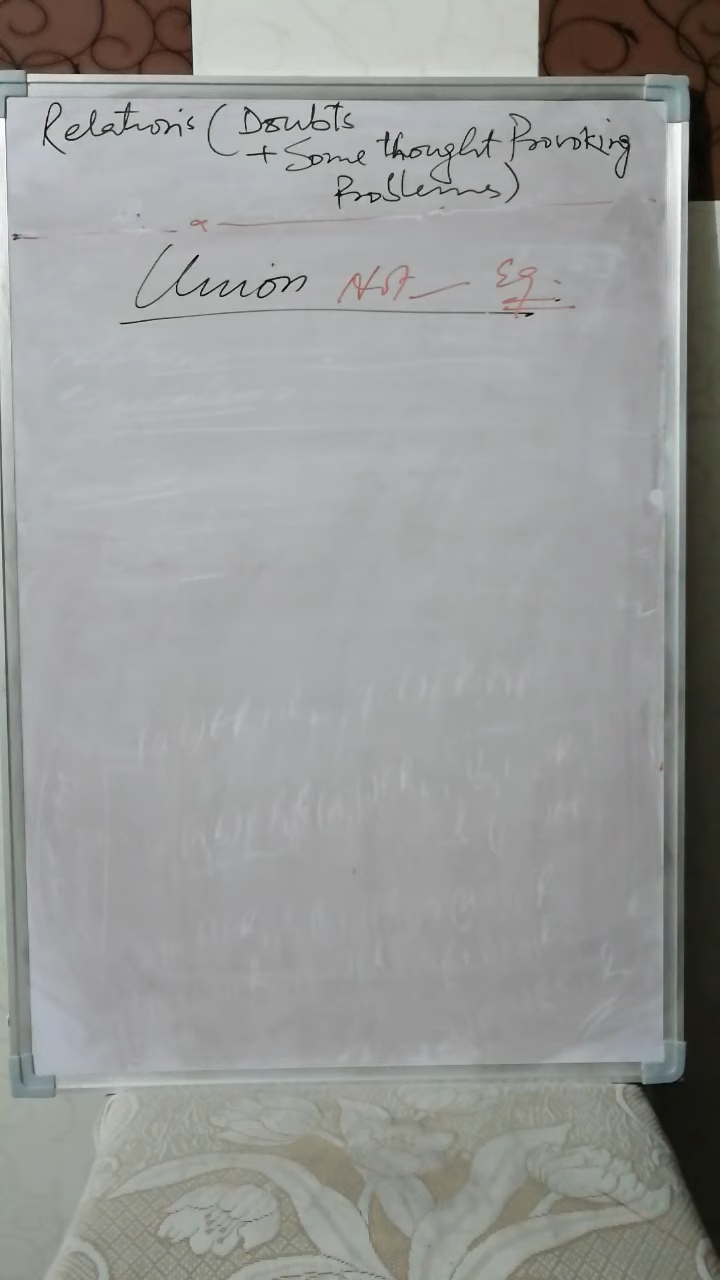 Relations (Doubts
+ Some thought Provoking
Problems)
Union Not Eq.